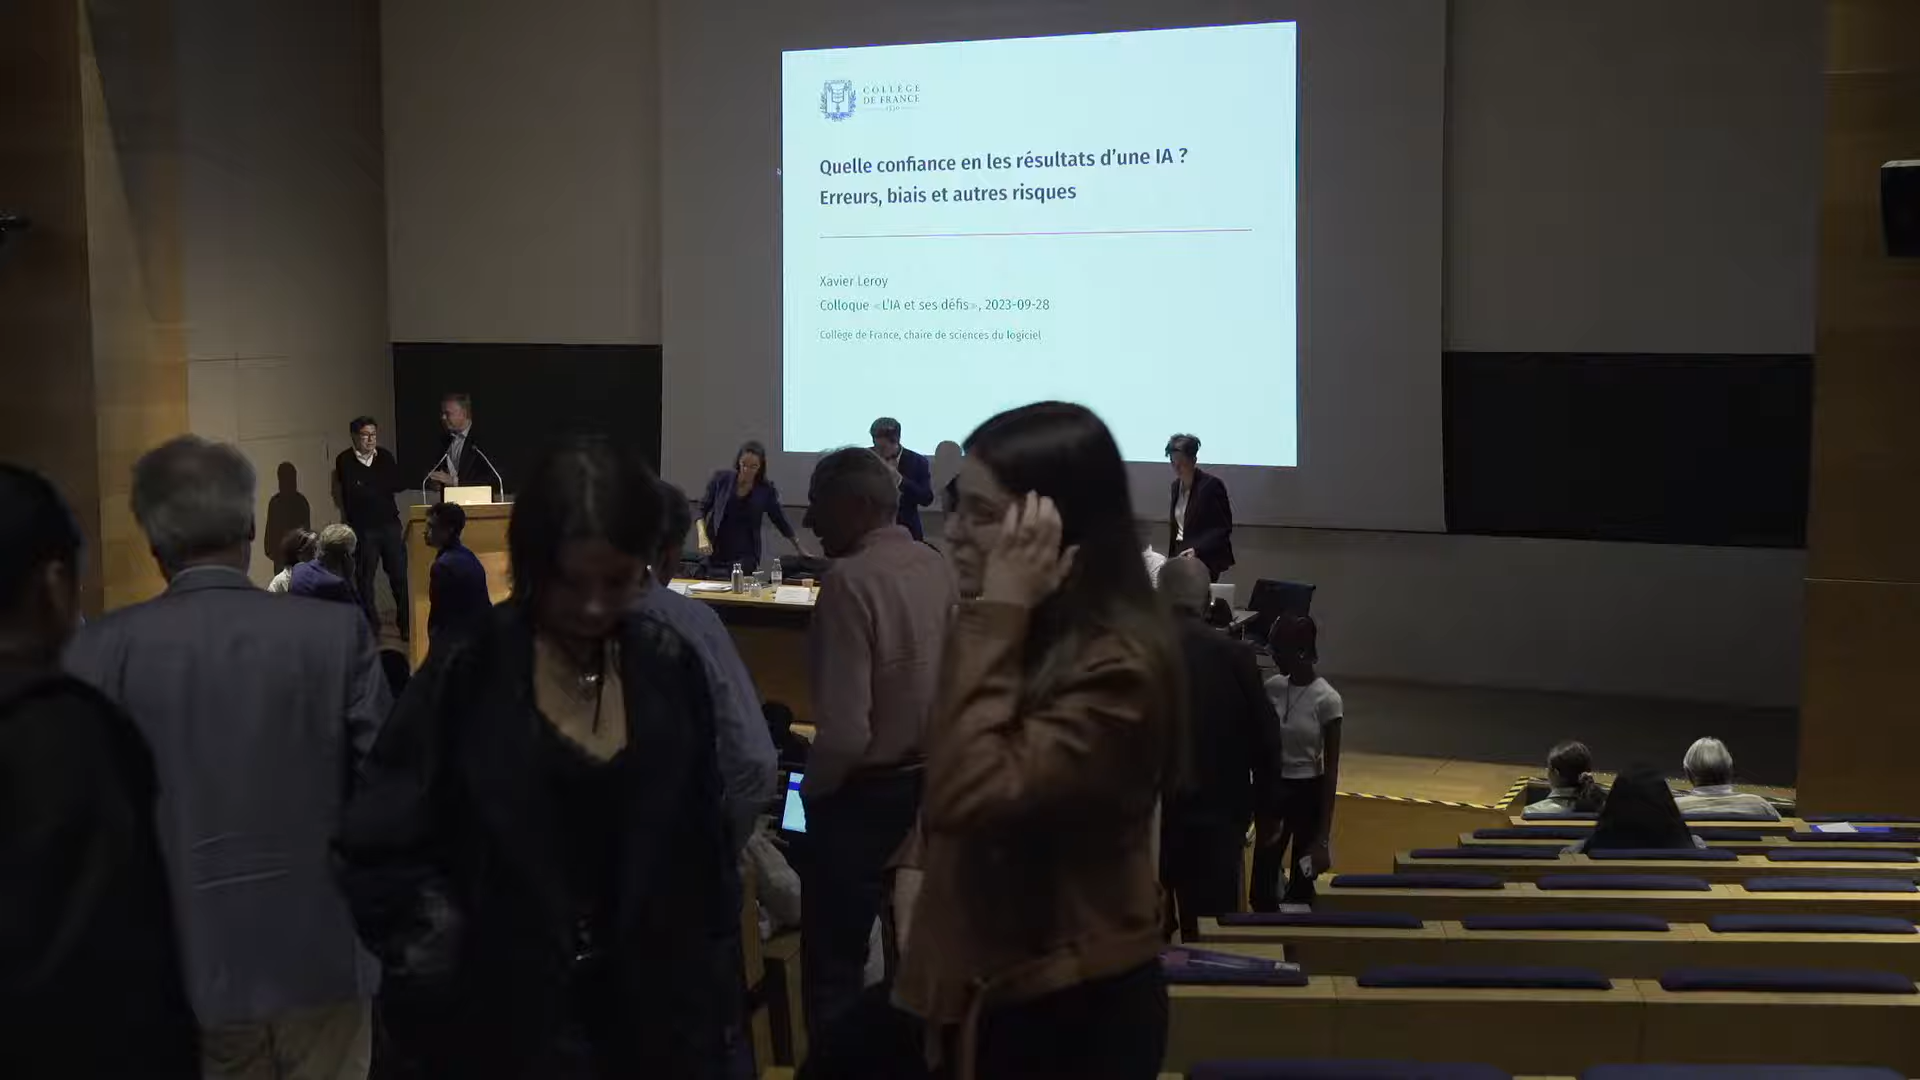 COLLÈGE
DE FRANCE
1530
Quelle confiance en les résultats d'une IA ?
Erreurs, biais et autres risques
Xavier Leroy
Colloque «L'IA et ses défis», 2023-09-28
Collège de France, chaire de sciences du logiciel